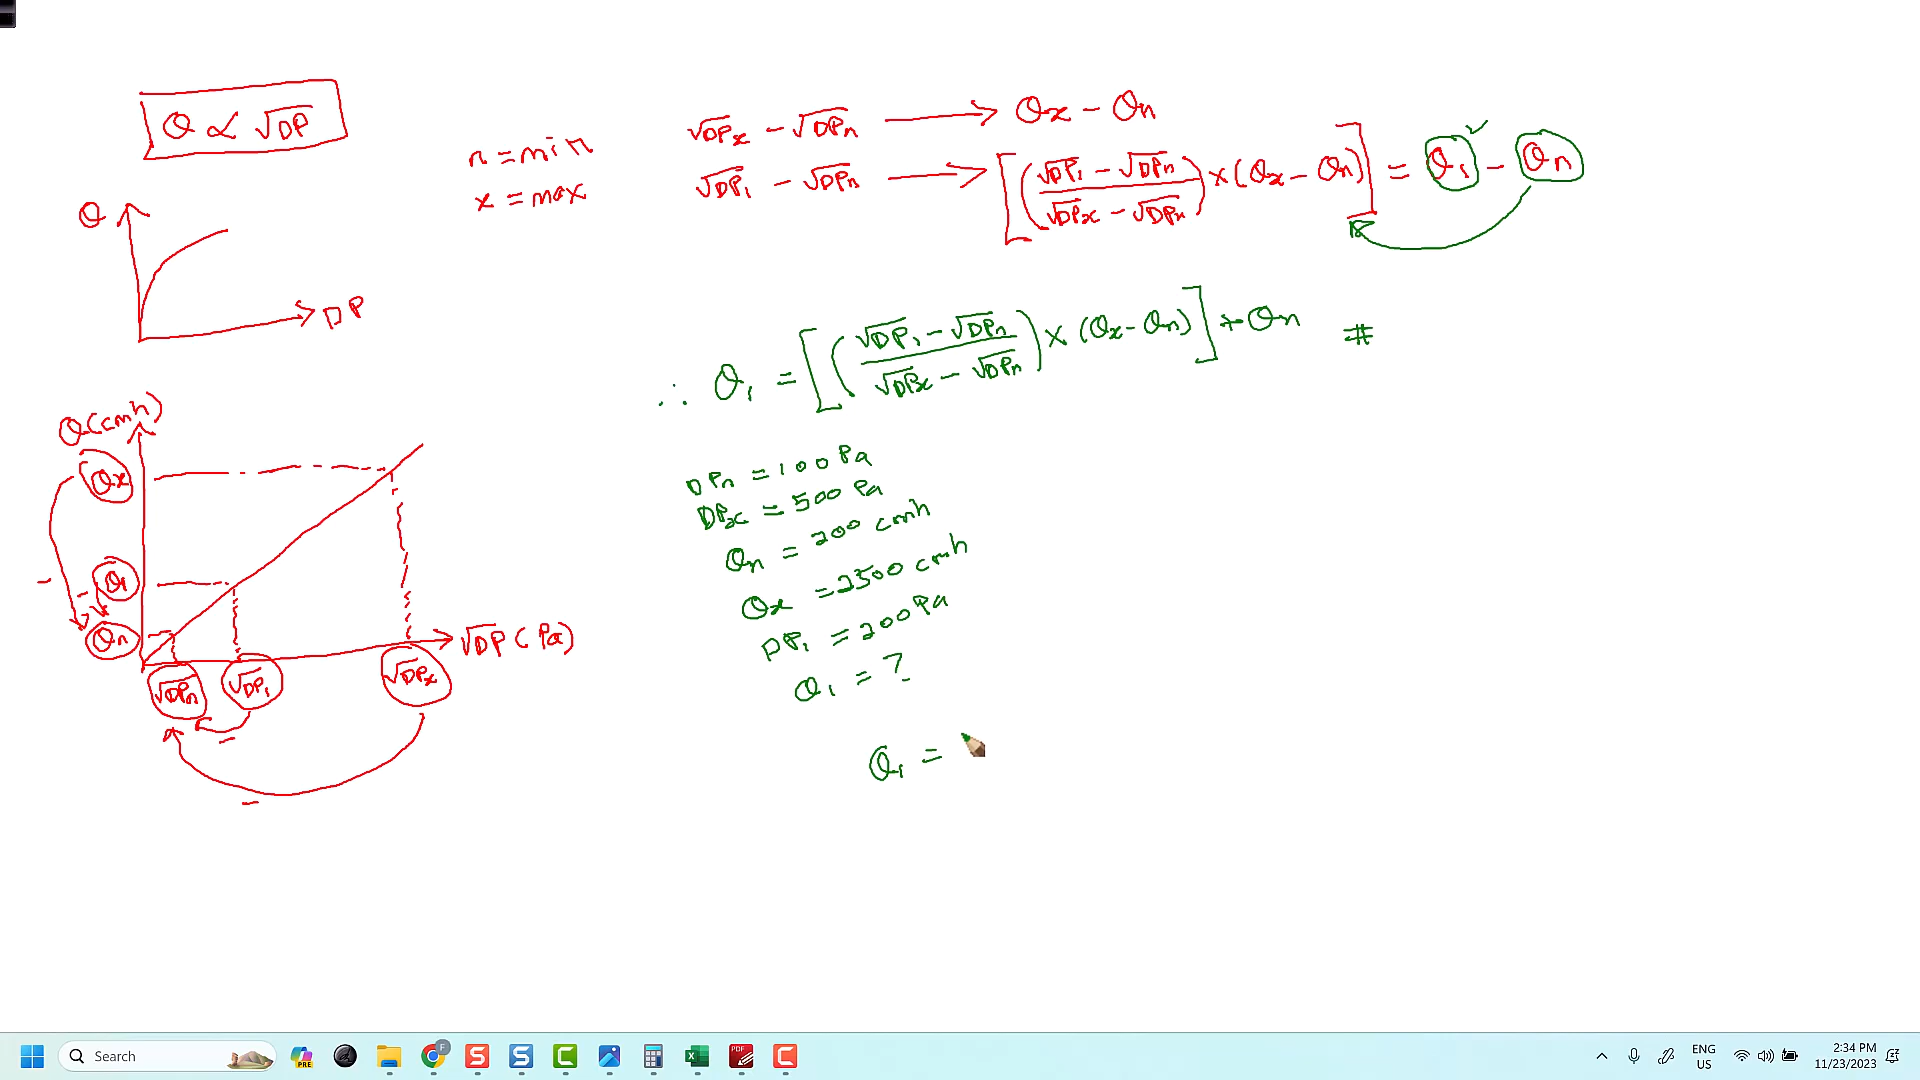 Q ∝ √DP
n = min
x = max
√DPx − √DPn → Qx − Qn
√DP1 − √DPn → [(√DP1 − √DPn / √DPx − √DPn) × (Qx − Qn)] = Q1 − Qn
Q
DP
∴ Q1 = [(√DP1 − √DPn / √DPx − √DPn) × (Qx − Qn)] + Qn #
Q(cmh)
Qx
Q1
Qn
√DP (Pa)
√DPn
√DP1
√DPx
DPn = 100 Pa
DPx = 500 Pa
Qn = 200 cmh
Qx = 2500 cmh
DP1 = 200 Pa
Q1 = ?
Q1 =
Search
PRE
F
PDF
ENG
US
2:34 PM
11/23/2023